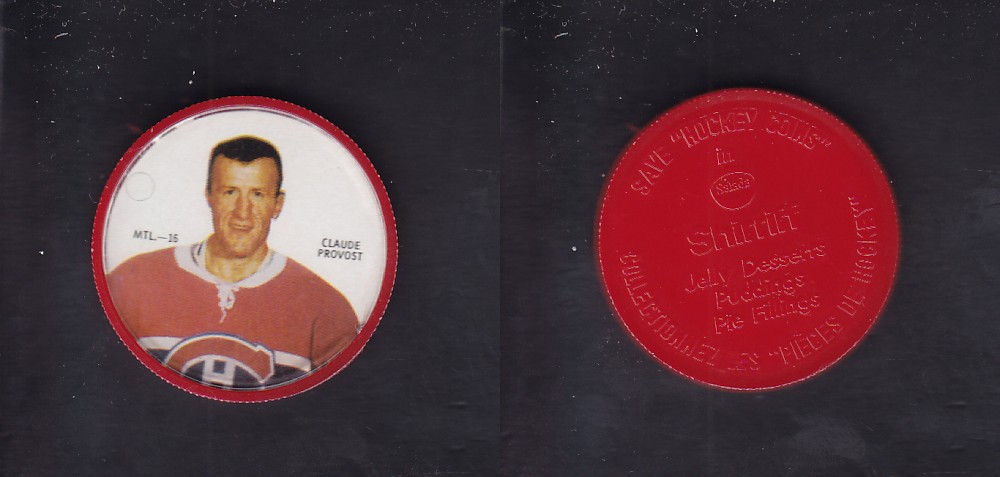 MTL.—16
CLAUDE
PROVOST
SAVE "HOCKEY COINS"
in
Salada
Shirriff
Jelly Desserts
Puddings
Pie Fillings
COLLECTIONNEZ LES "PIÈCES DE HOCKEY"